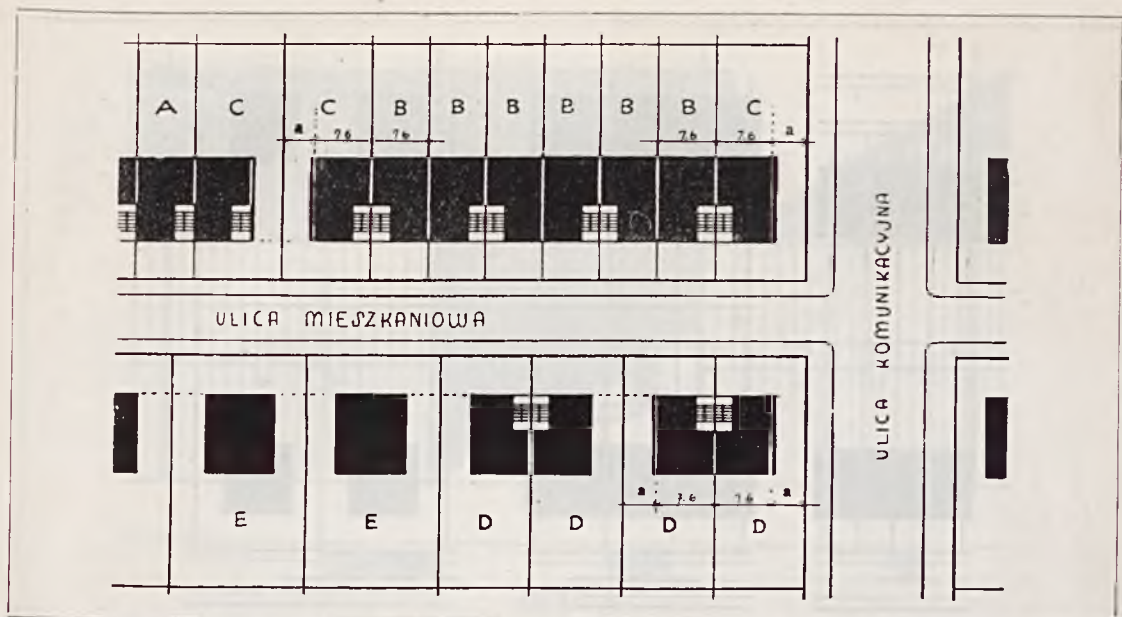 A C C B B B B B B C
a 7.6 7.6 7.6 7.6 a
ULICA MIESZKANIOWA
ULICA KOMUNIKACYJNA
a 7.6 7.6 a
E E D D D D